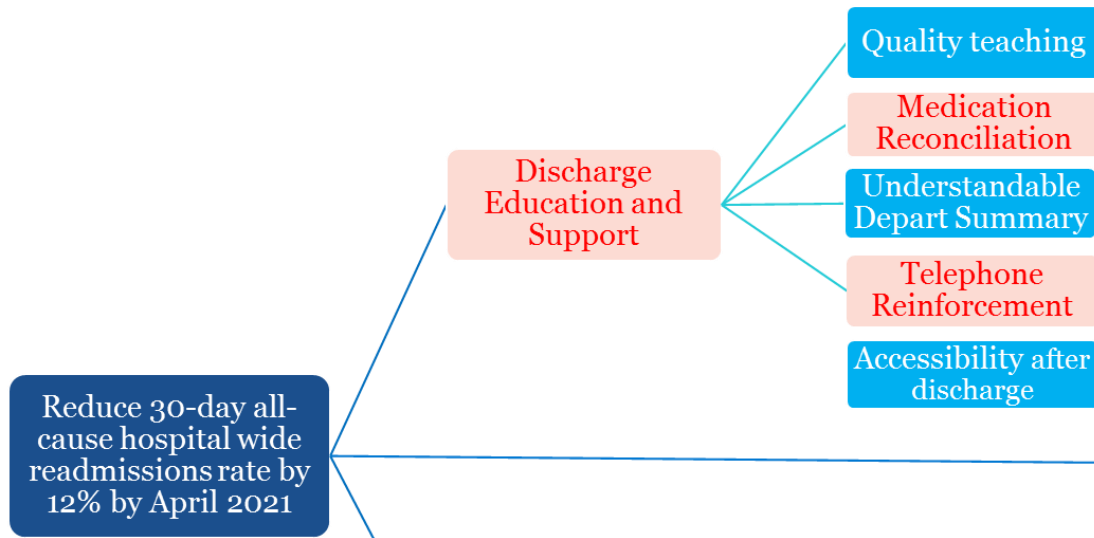 Quality teaching
Medication
Reconciliation
Discharge
Education and
Support
Understandable
Depart Summary
Telephone
Reinforcement
Accessibility after
discharge
Reduce 30-day all-
cause hospital wide
readmissions rate by
12% by April 2021